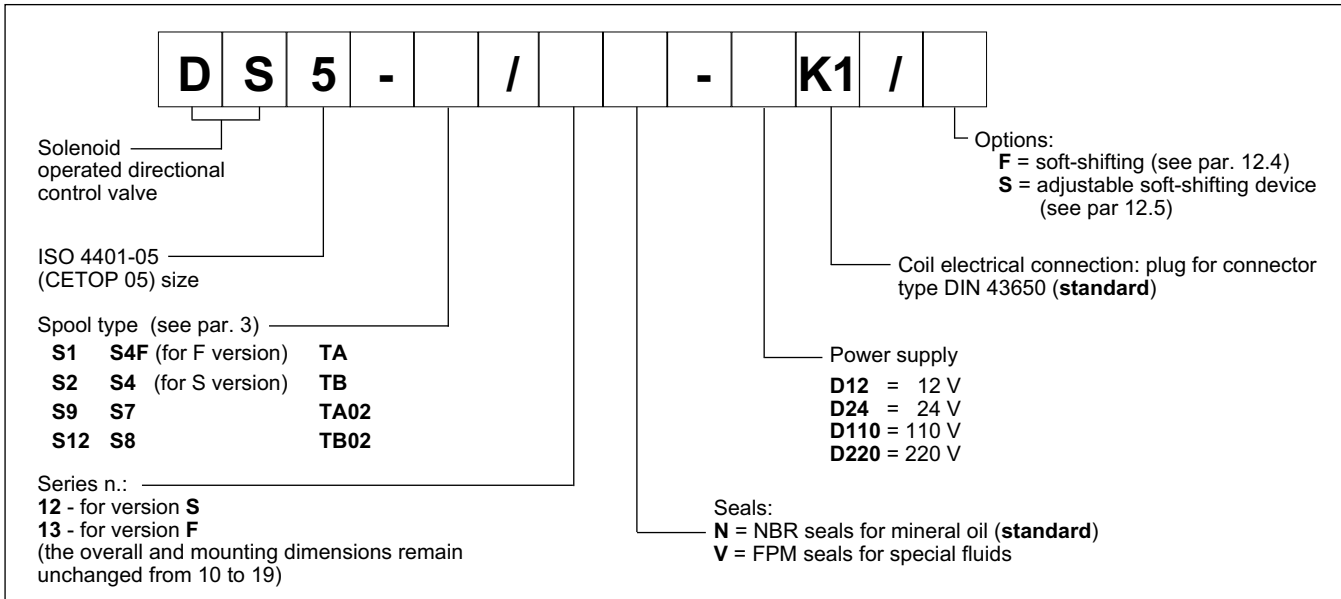 D S 5 - / - K1 /
Solenoid
operated directional
control valve
ISO 4401-05
(CETOP 05) size
Spool type (see par. 3)
S1 S4F (for F version) TA
S2 S4 (for S version) TB
S9 S7 TA02
S12 S8 TB02
Series n.:
12 - for version S
13 - for version F
(the overall and mounting dimensions remain
unchanged from 10 to 19)
Options:
F = soft-shifting (see par. 12.4)
S = adjustable soft-shifting device
(see par 12.5)
Coil electrical connection: plug for connector
type DIN 43650 (standard)
Power supply
D12 = 12 V
D24 = 24 V
D110 = 110 V
D220 = 220 V
Seals:
N = NBR seals for mineral oil (standard)
V = FPM seals for special fluids